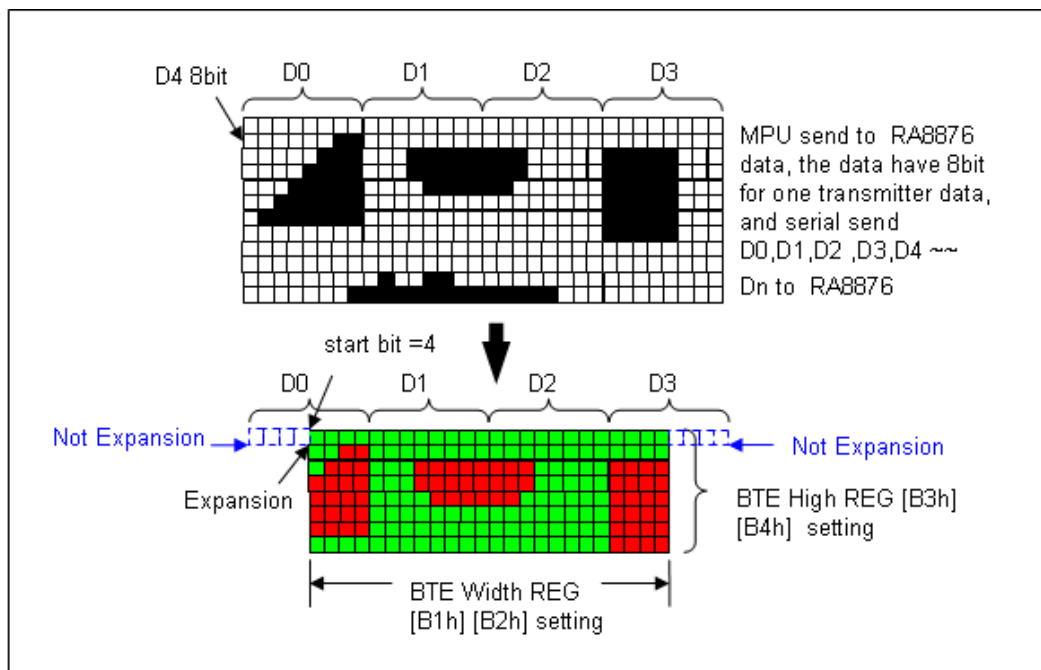 D0 D1 D2 D3
D4 8bit
MPU send to RA8876
data, the data have 8bit
for one transmitter data,
and serial send
D0,D1,D2 ,D3,D4 ~~
Dn to RA8876
start bit =4
D0 D1 D2 D3
Not Expansion
Not Expansion
Expansion
BTE High REG [B3h]
[B4h] setting
BTE Width REG
[B1h] [B2h] setting